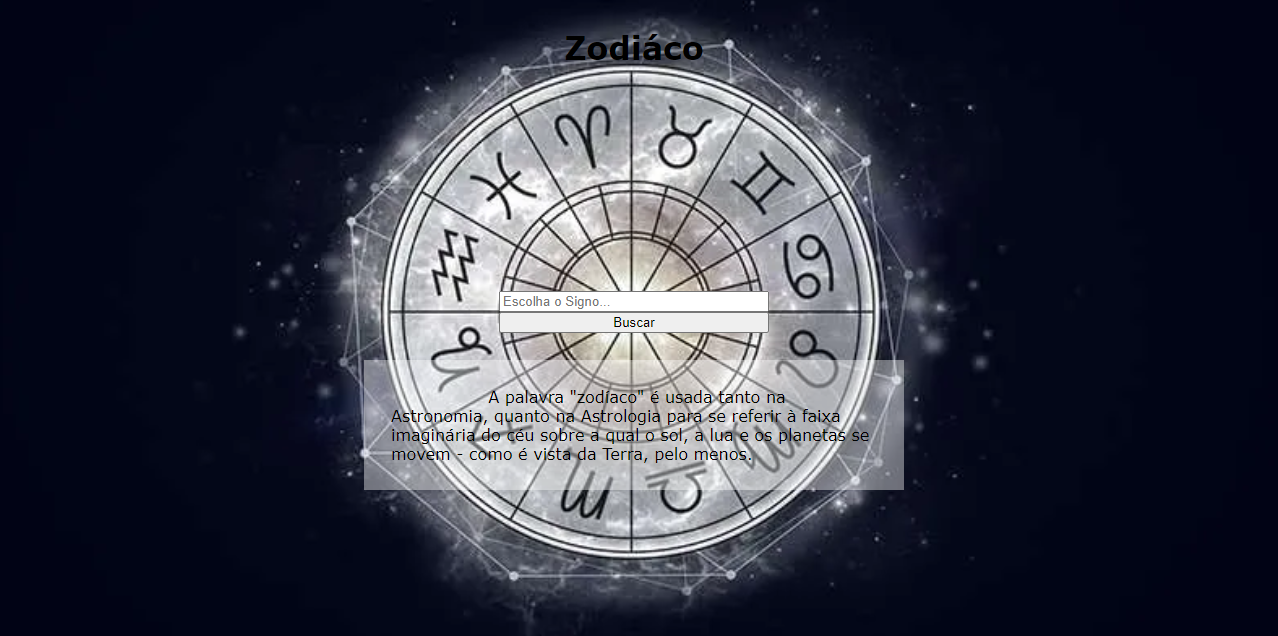 Zodiáco
Escolha o Signo...
Buscar
A palavra "zodíaco" é usada tanto na
Astronomia, quanto na Astrologia para se referir à faixa
imaginária do céu sobre a qual o sol, a lua e os planetas se
movem - como é vista da Terra, pelo menos.